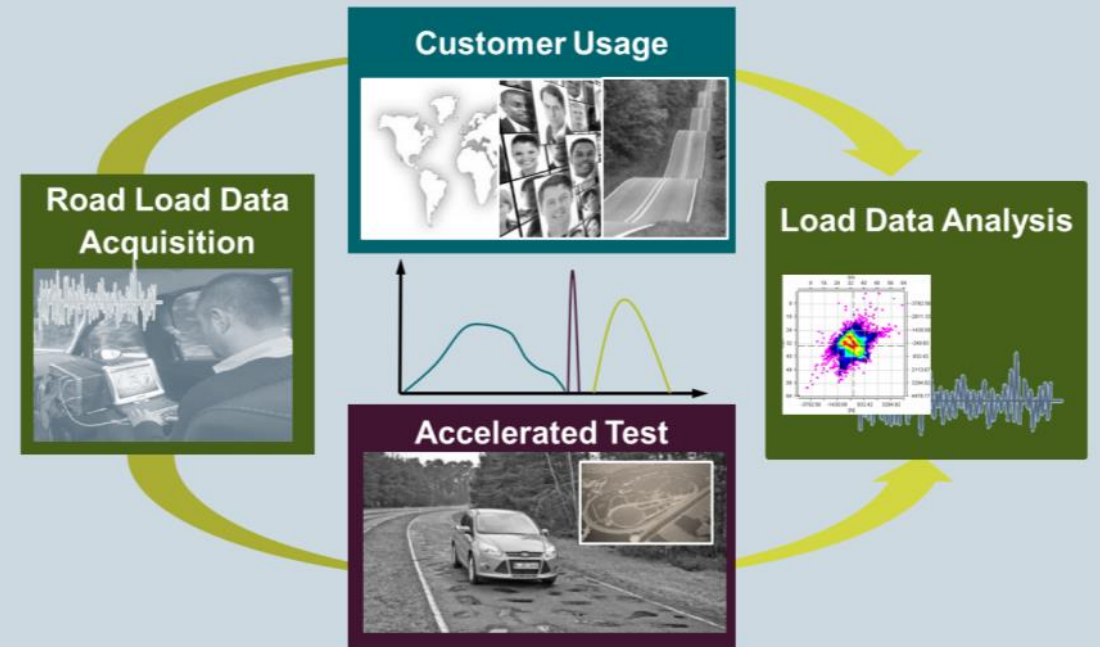 Customer Usage
Road Load Data
Acquisition
Load Data Analysis
Accelerated Test